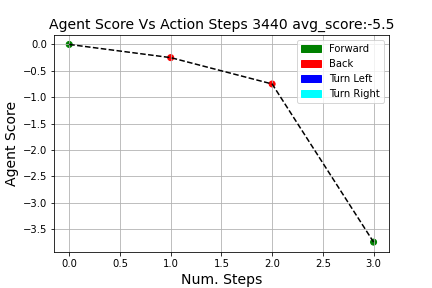 Agent Score Vs Action Steps 3440 avg_score:-5.5
Forward
Back
Turn Left
Turn Right
0.0
−0.5
−1.0
−1.5
−2.0
−2.5
−3.0
−3.5
Agent Score
0.0 0.5 1.0 1.5 2.0 2.5 3.0
Num. Steps